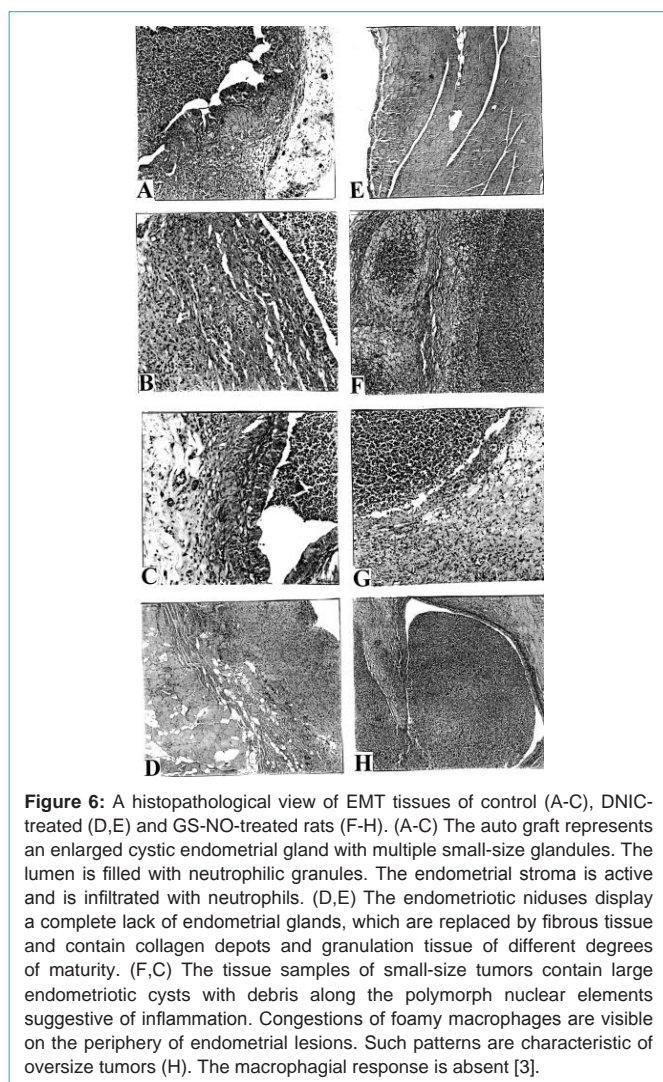 A
E
B
F
C
G
D
H
Figure 6: A histopathological view of EMT tissues of control (A-C), DNIC-
treated (D,E) and GS-NO-treated rats (F-H). (A-C) The auto graft represents
an enlarged cystic endometrial gland with multiple small-size glandules. The
lumen is filled with neutrophilic granules. The endometrial stroma is active
and is infiltrated with neutrophils. (D,E) The endometriotic niduses display
a complete lack of endometrial glands, which are replaced by fibrous tissue
and contain collagen depots and granulation tissue of different degrees
of maturity. (F,C) The tissue samples of small-size tumors contain large
endometriotic cysts with debris along the polymorph nuclear elements
suggestive of inflammation. Congestions of foamy macrophages are visible
on the periphery of endometrial lesions. Such patterns are characteristic of
oversize tumors (H). The macrophagial response is absent [3].